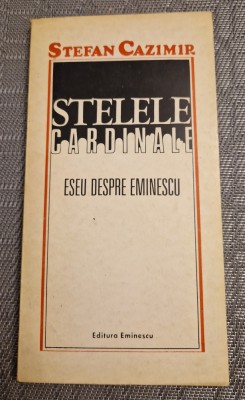 STEFAN CAZIMIR
STELELE
CARDINALE
ESEU DESPRE EMINESCU
Editura Eminescu